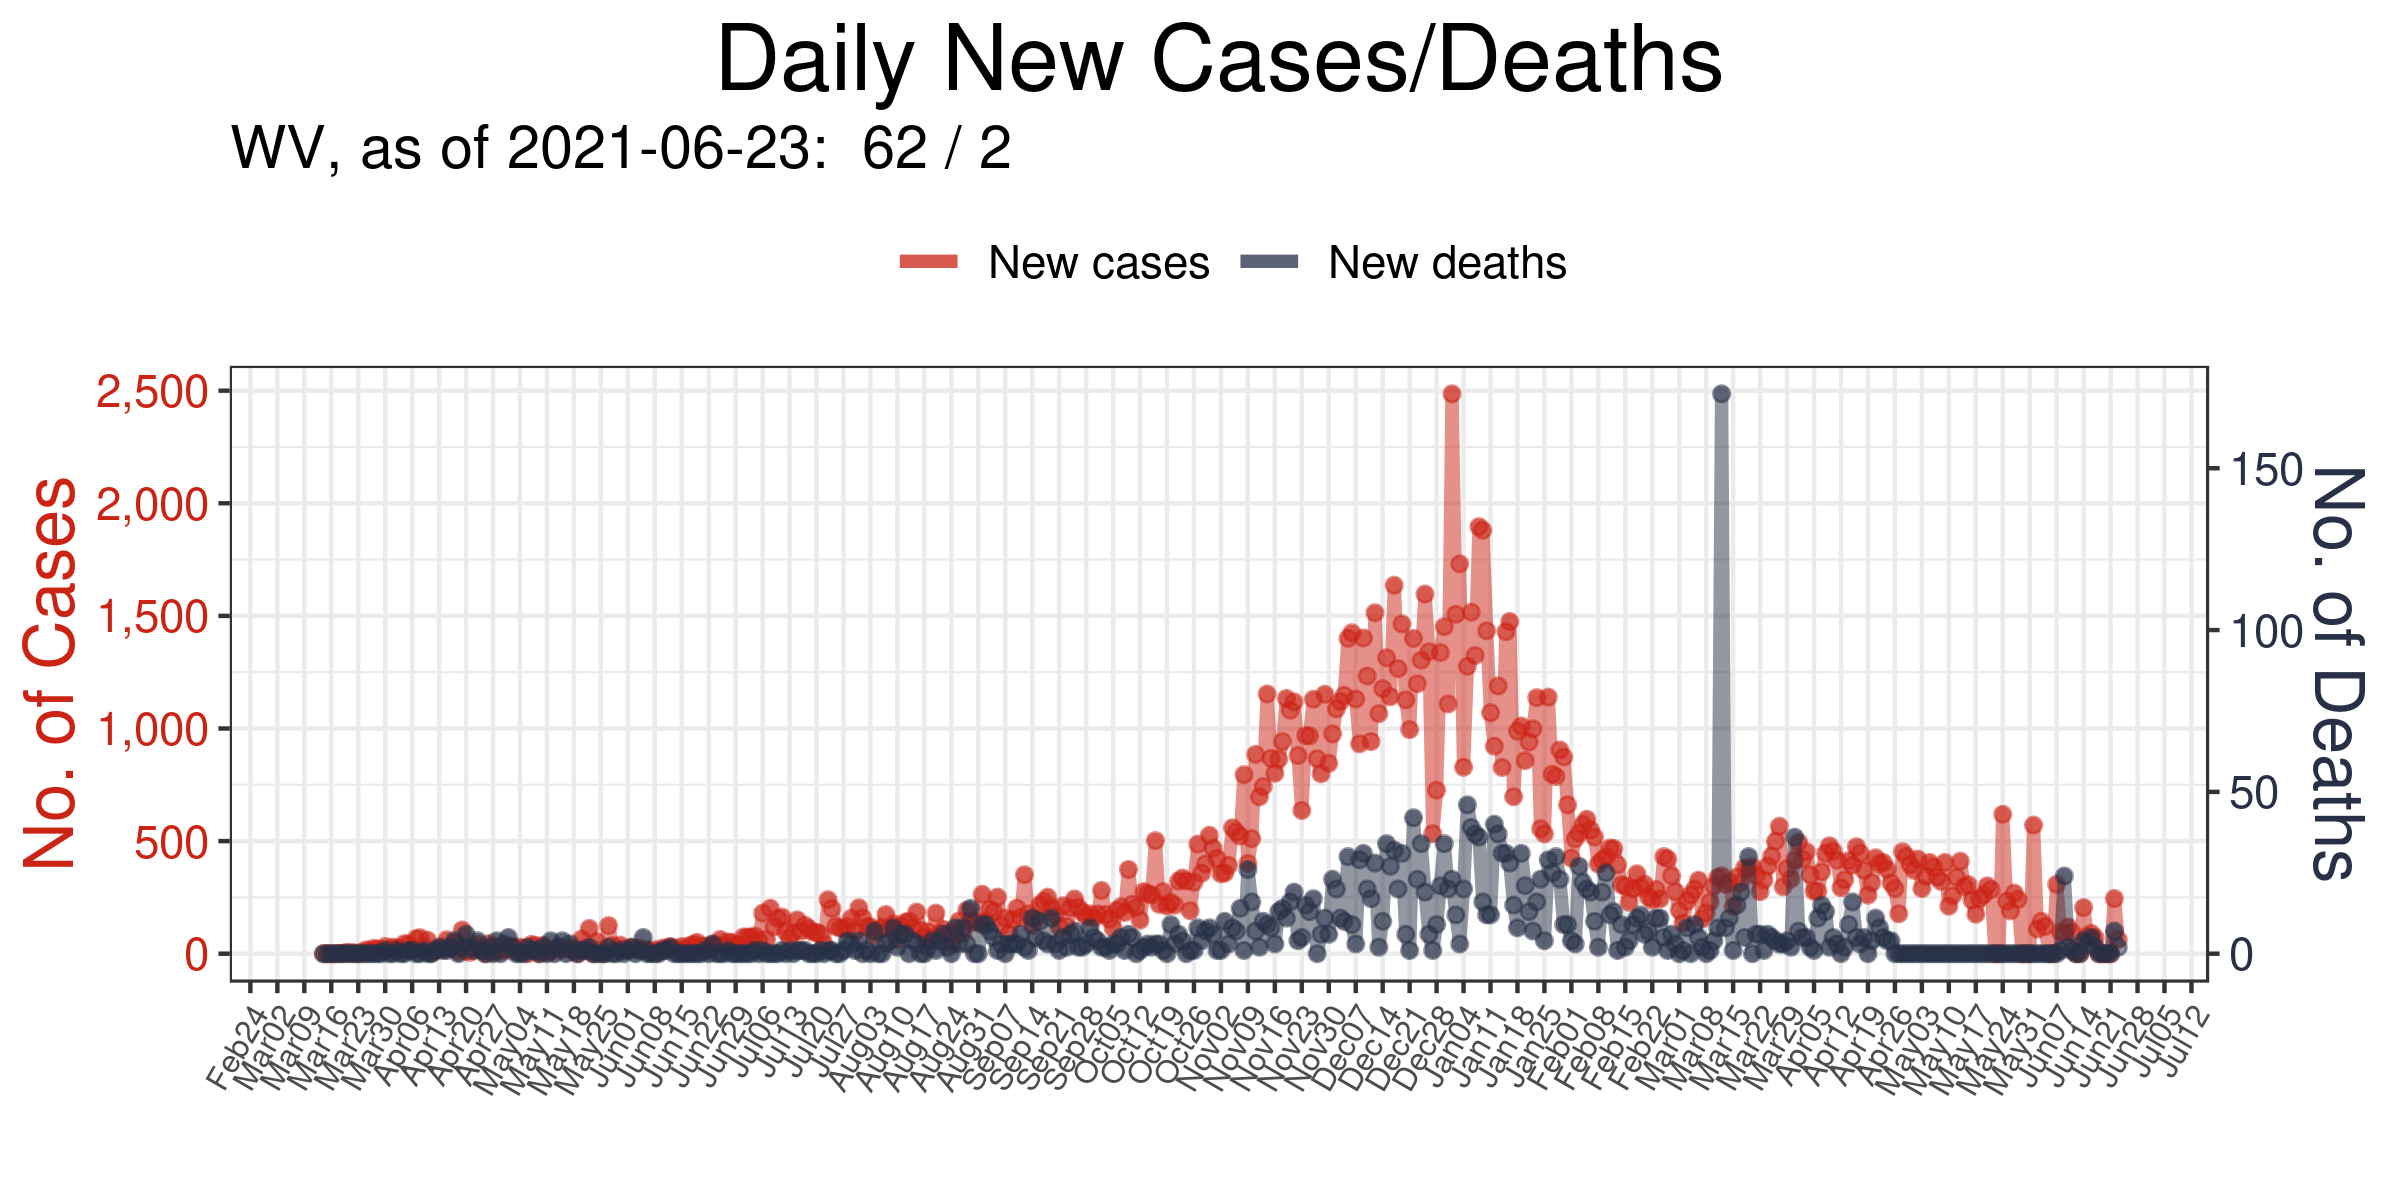 Daily New Cases/Deaths
WV, as of 2021-06-23: 62 / 2
New cases
New deaths
No. of Cases
2,500
2,000
1,500
1,000
500
0
150
100
50
0
No. of Deaths
Feb24
Mar02
Mar09
Mar16
Mar23
Mar30
Apr06
Apr13
Apr20
Apr27
May04
May11
May18
May25
Jun01
Jun08
Jun15
Jun22
Jun29
Jul06
Jul13
Jul20
Jul27
Aug03
Aug10
Aug17
Aug24
Aug31
Sep07
Sep14
Sep21
Sep28
Oct05
Oct12
Oct19
Oct26
Nov02
Nov09
Nov16
Nov23
Nov30
Dec07
Dec14
Dec21
Dec28
Jan04
Jan11
Jan18
Jan25
Feb01
Feb08
Feb15
Feb22
Mar01
Mar08
Mar15
Mar22
Mar29
Apr05
Apr12
Apr19
Apr26
May03
May10
May17
May24
May31
Jun07
Jun14
Jun21
Jun28
Jul05
Jul12